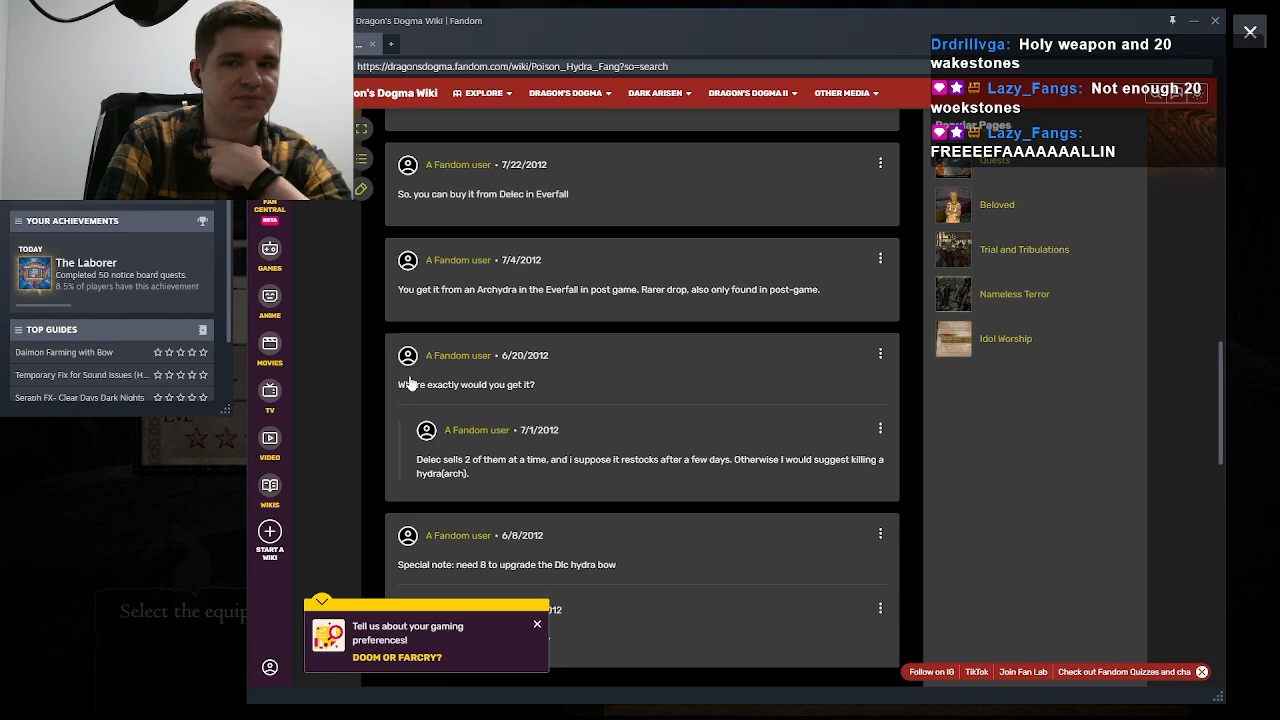 Dragon's Dogma Wiki | Fandom
https://dragonsdogma.fandom.com/wiki/Poison_Hydra_Fang?so=search
on's Dogma Wiki
EXPLORE
DRAGON'S DOGMA
DARK ARISEN
DRAGON'S DOGMA II
OTHER MEDIA
Drdrlllvga: Holy weapon and 20
wakestones
Lazy_Fangs: Not enough 20
woekstones
Lazy_Fangs:
FREEEEFAAAAAALLIN
Popular Pages
Quests
Beloved
Trial and Tribulations
Nameless Terror
Idol Worship
YOUR ACHIEVEMENTS
TODAY
The Laborer
Completed 50 notice board quests.
8.5% of players have this achievement
TOP GUIDES
Daimon Farming with Bow
Temporary Fix for Sound Issues (H...
Seraph FX- Clear Days Dark Nights
FAN
CENTRAL
BETA
GAMES
ANIME
MOVIES
TV
VIDEO
WIKIS
START A
WIKI
A Fandom user • 7/22/2012
So, you can buy it from Delec in Everfall
A Fandom user • 7/4/2012
You get it from an Archydra in the Everfall in post game. Rarer drop, also only found in post-game.
A Fandom user • 6/20/2012
Where exactly would you get it?
A Fandom user • 7/1/2012
Delec sells 2 of them at a time, and i suppose it restocks after a few days. Otherwise I would suggest killing a
hydra(arch).
A Fandom user • 6/8/2012
Special note: need 8 to upgrade the Dlc hydra bow
12
Tell us about your gaming
preferences!
DOOM OR FARCRY?
Select the equip
Follow on IG
TikTok
Join Fan Lab
Check out Fandom Quizzes and cha